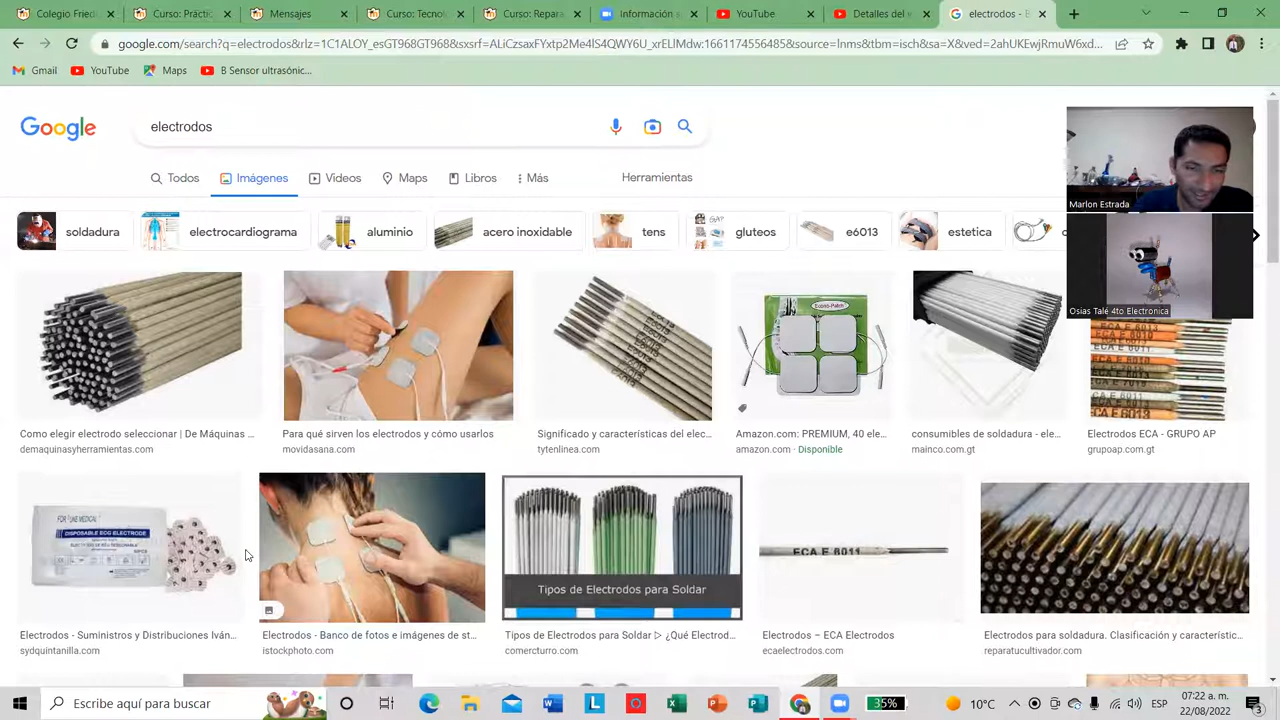 Colegio Fried
Curso: Práctic
Mensajes
Curso: Tecnol
Curso: Repara
Información s
YouTube
Detalles del v
electrodos - B
google.com/search?q=electrodos&rlz=1C1ALOY_esGT968GT968&sxsrf=ALiCzsaxFYxtp2Me4lS4QWY6U_xrElMdw:1661174556485&source=lnms&tbm=isch&sa=X&ved=2ahUKEwjRmuW6xd...
Gmail
YouTube
Maps
B Sensor ultrasónic...
Google
electrodos
Todos
Imágenes
Videos
Maps
Libros
Más
Herramientas
Marlon Estrada
soldadura
electrocardiograma
aluminio
acero inoxidable
tens
gluteos
e6013
estetica
Osias Talé 4to Electronica
Como elegir electrodo seleccionar | De Máquinas ...
demaquinasyherramientas.com
Para qué sirven los electrodos y cómo usarlos
movidasana.com
Significado y características del elec...
tytenlinea.com
Amazon.com: PREMIUM, 40 ele...
amazon.com · Disponible
consumibles de soldadura - ele...
mainco.com.gt
Electrodos ECA - GRUPO AP
grupoap.com.gt
DISPOSABLE ECG ELECTRODE
Tipos de Electrodos para Soldar
ECA E 6011
Electrodos - Suministros y Distribuciones Iván...
sydquintanilla.com
Electrodos - Banco de fotos e imágenes de st...
istockphoto.com
Tipos de Electrodos para Soldar ▷ ¿Qué Electrod...
comercturro.com
Electrodos – ECA Electrodos
ecaelectrodos.com
Electrodos para soldadura. Clasificación y característic...
reparatucultivador.com
Escribe aquí para buscar
35%
10°C
ESP
07:22 a. m.
22/08/2022
3